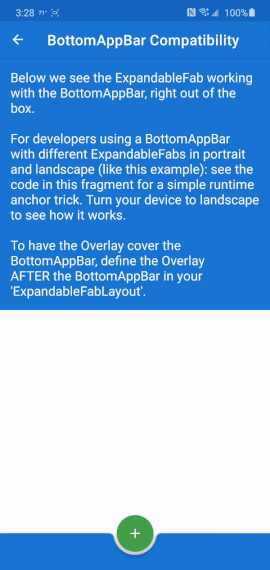 3:28
100%
BottomAppBar Compatibility
Below we see the ExpandableFab working
with the BottomAppBar, right out of the
box.
For developers using a BottomAppBar
with different ExpandableFabs in portrait
and landscape (like this example): see the
code in this fragment for a simple runtime
anchor trick. Turn your device to landscape
to see how it works.
To have the Overlay cover the
BottomAppBar, define the Overlay
AFTER the BottomAppBar in your
'ExpandableFabLayout'.